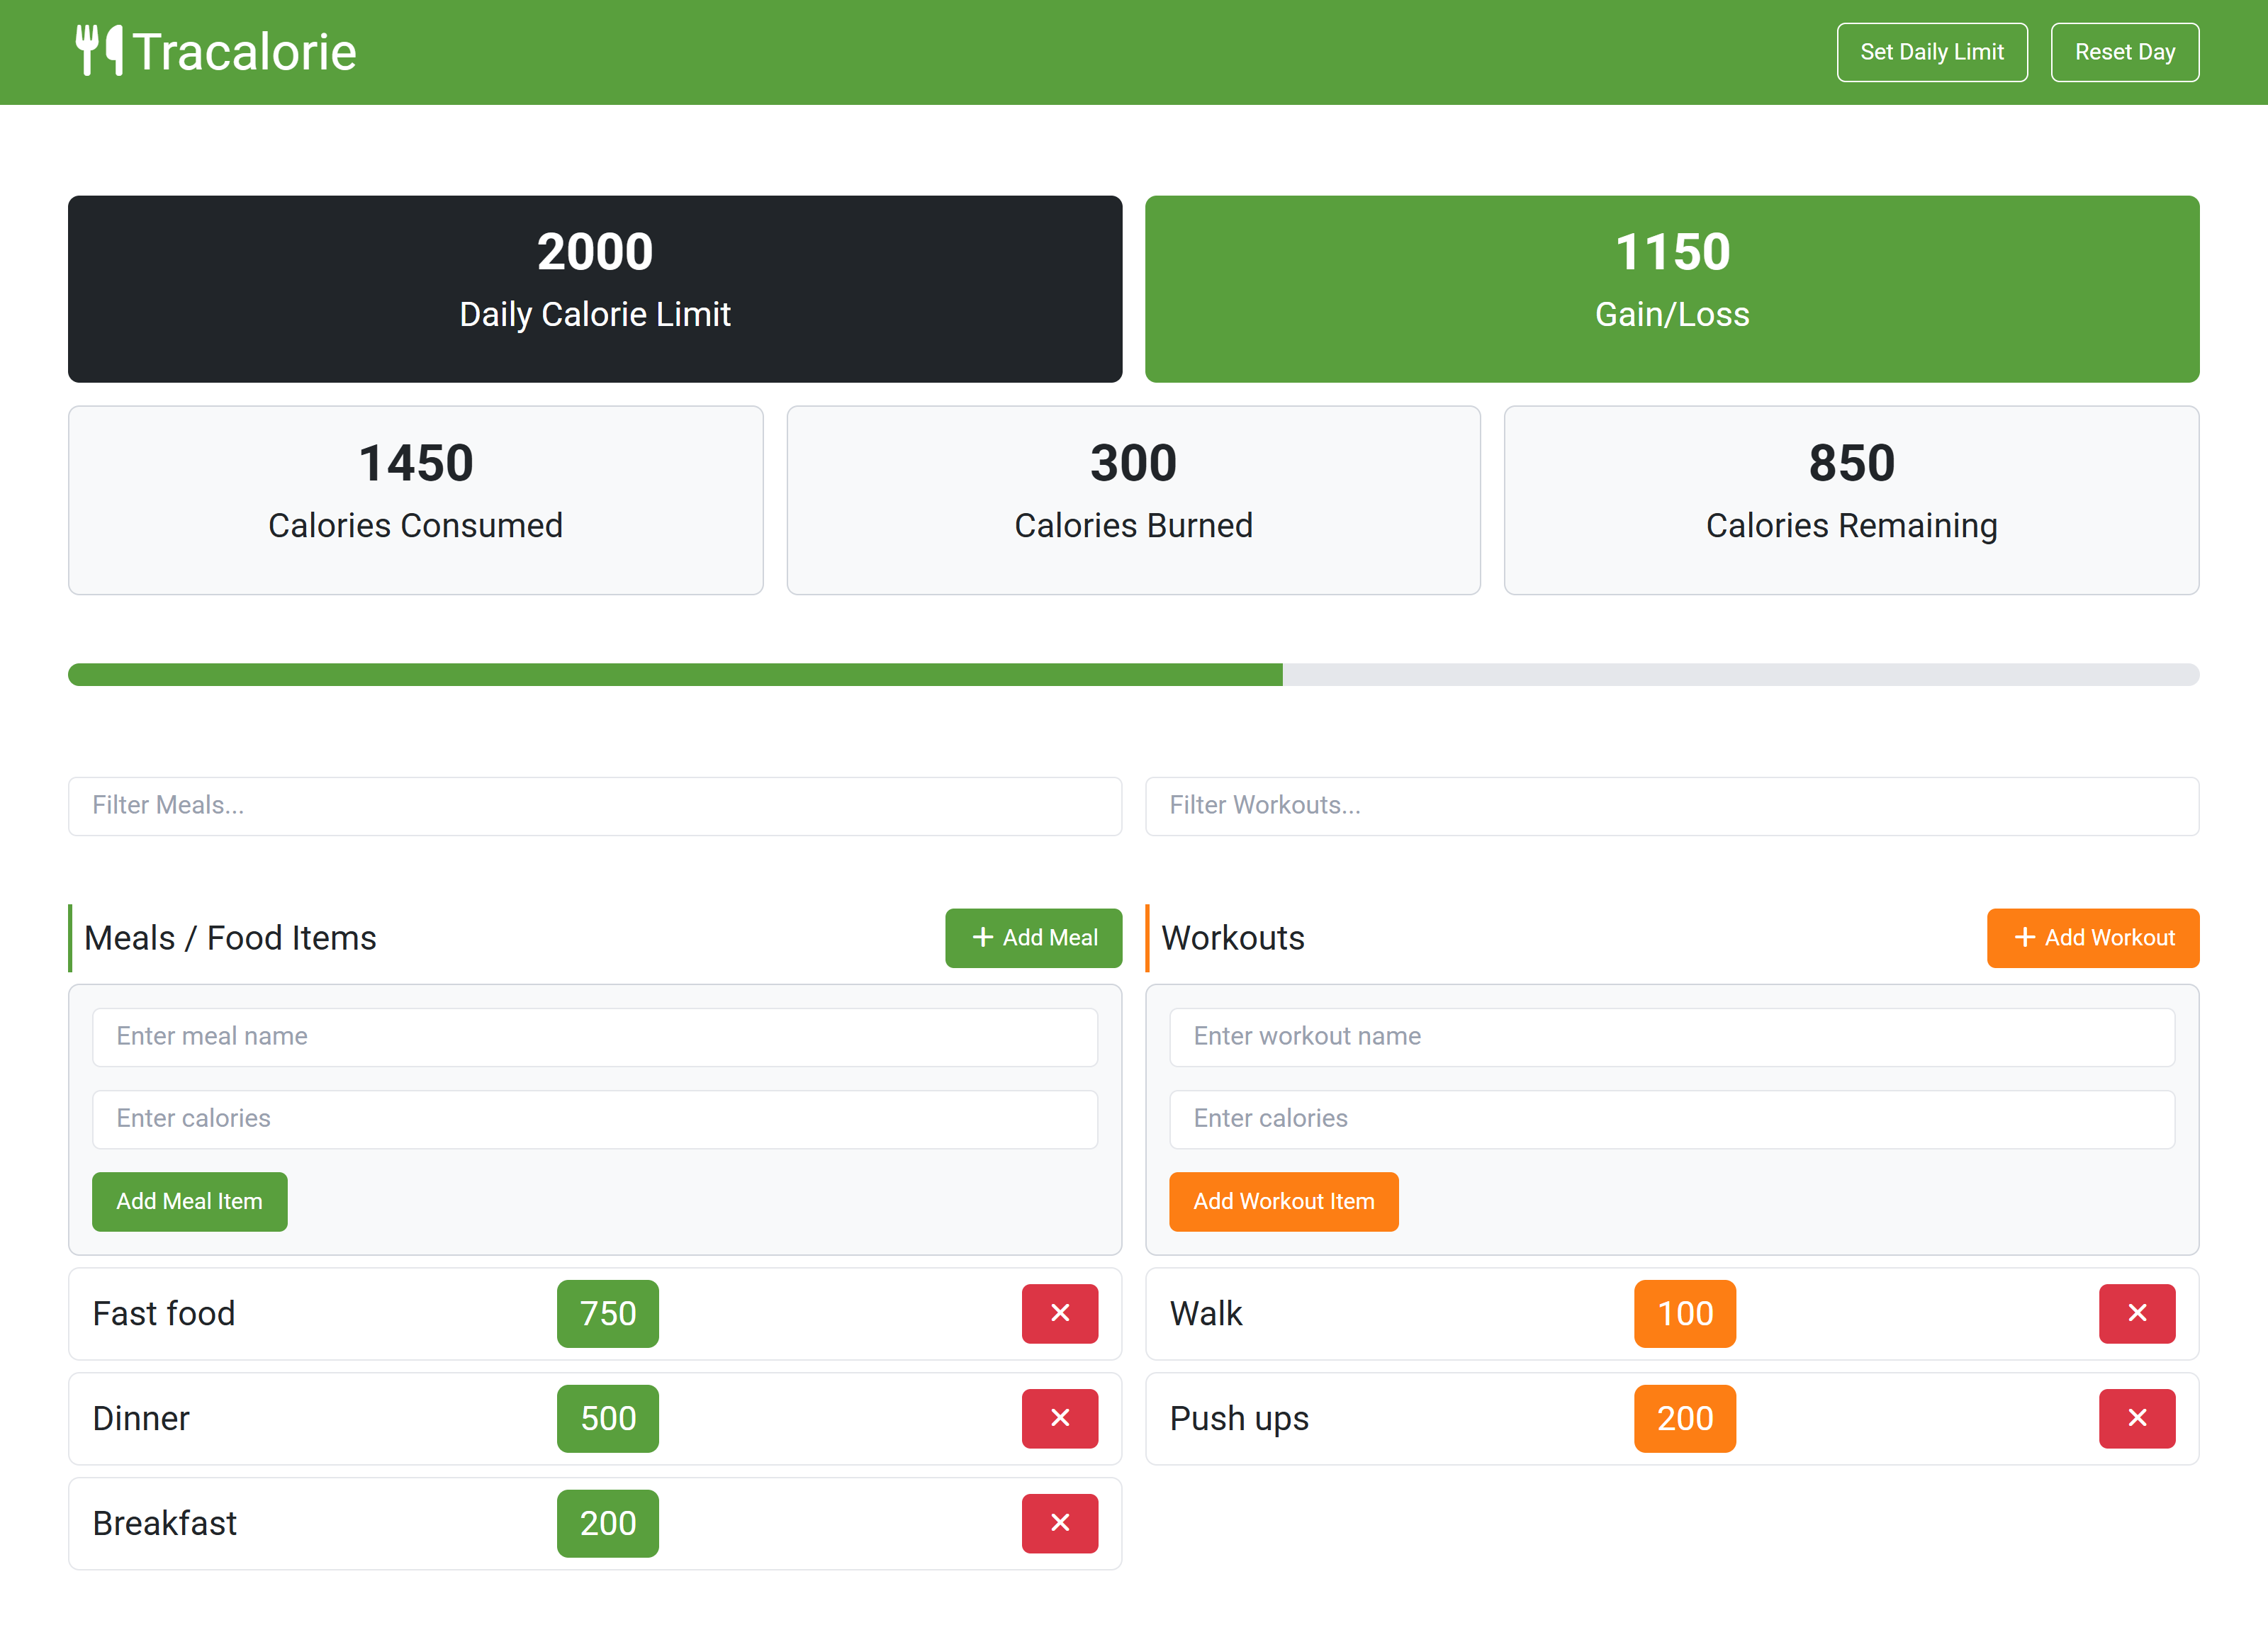 Tracalorie
Set Daily Limit
Reset Day
2000
Daily Calorie Limit
1150
Gain/Loss
1450
Calories Consumed
300
Calories Burned
850
Calories Remaining
Filter Meals...
Filter Workouts...
Meals / Food Items
Add Meal
Workouts
Add Workout
Enter meal name
Enter calories
Add Meal Item
Enter workout name
Enter calories
Add Workout Item
Fast food 750
Dinner 500
Breakfast 200
Walk 100
Push ups 200